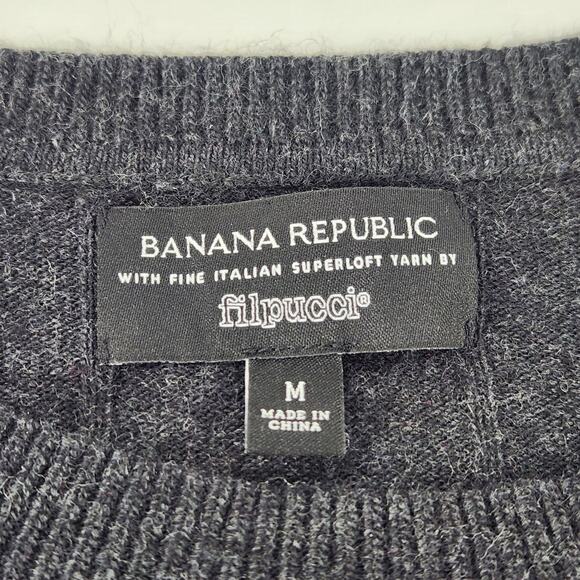 BANANA REPUBLIC
WITH FINE ITALIAN SUPERLOFT YARN BY
filpucci®
M
MADE IN
CHINA